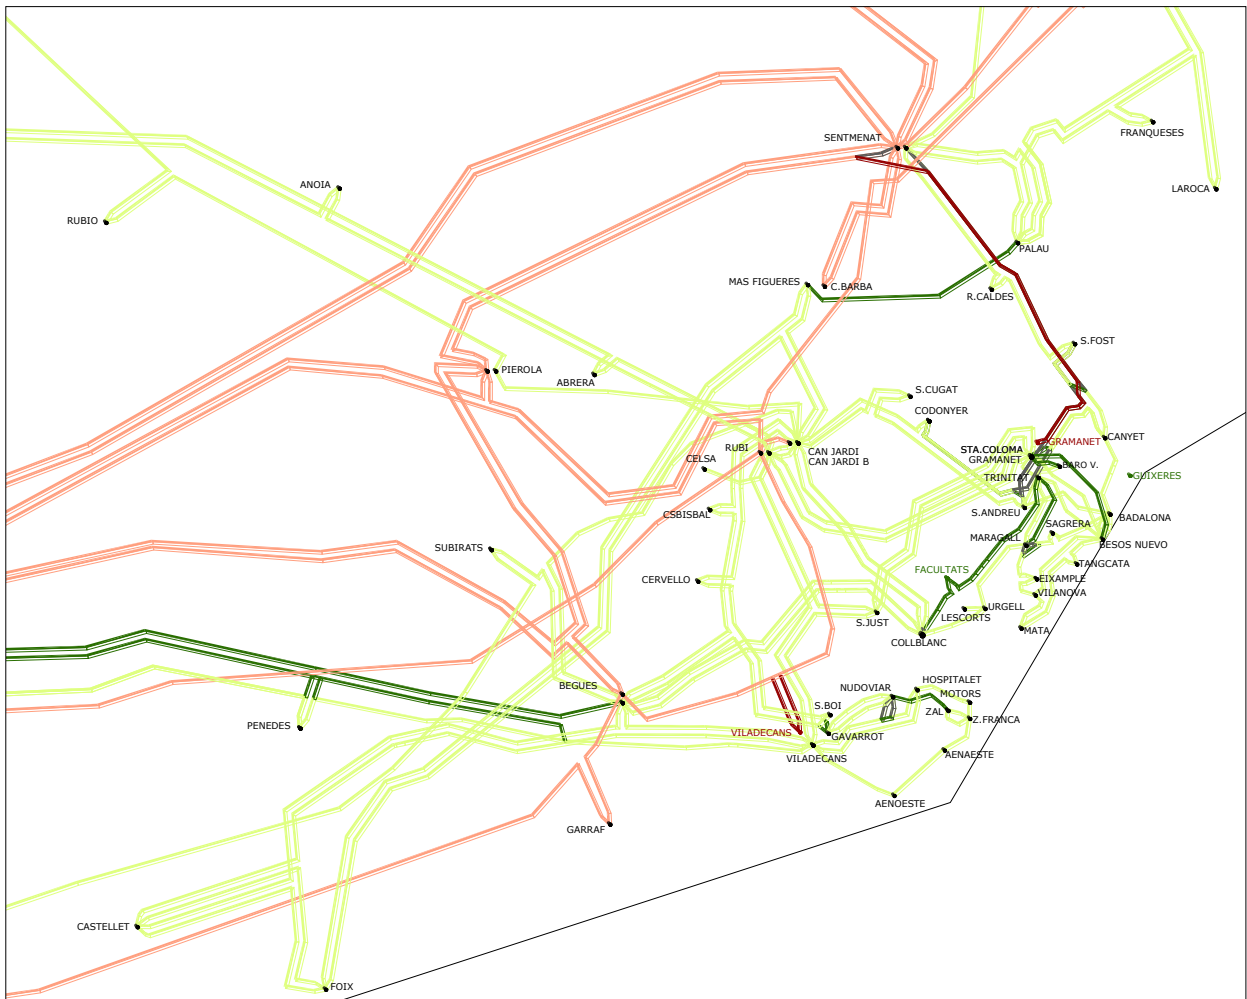 FRANQUESES
SENTMENAT
ANOIA
LAROCA
RUBIO
PALAU
MAS FIGUERES
C.BARBA
R.CALDES
S.FOST
PIEROLA
ABRERA
S.CUGAT
CODONYER
CANYET
GRAMANET
STA.COLOMA
RUBI
CAN JARDI
GRAMANET
CELSA
CAN JARDI B
BARO V.
TRINITAT
GUIXERES
CSBISBAL
S.ANDREU
BADALONA
SAGRERA
MARAGALL
BESOS NUEVO
SUBIRATS
TANGCATA
FACULTATS
CERVELLO
EIXAMPLE
VILANOVA
LESCORTS
URGELL
S.JUST
MATA
COLLBLANC
HOSPITALET
BEGUES
NUDOVIAR
MOTORS
S.BOI
ZAL
Z.FRANCA
PENEDES
VILADECANS
GAVARROT
VILADECANS
AENAESTE
AENOESTE
GARRAF
CASTELLET
FOIX